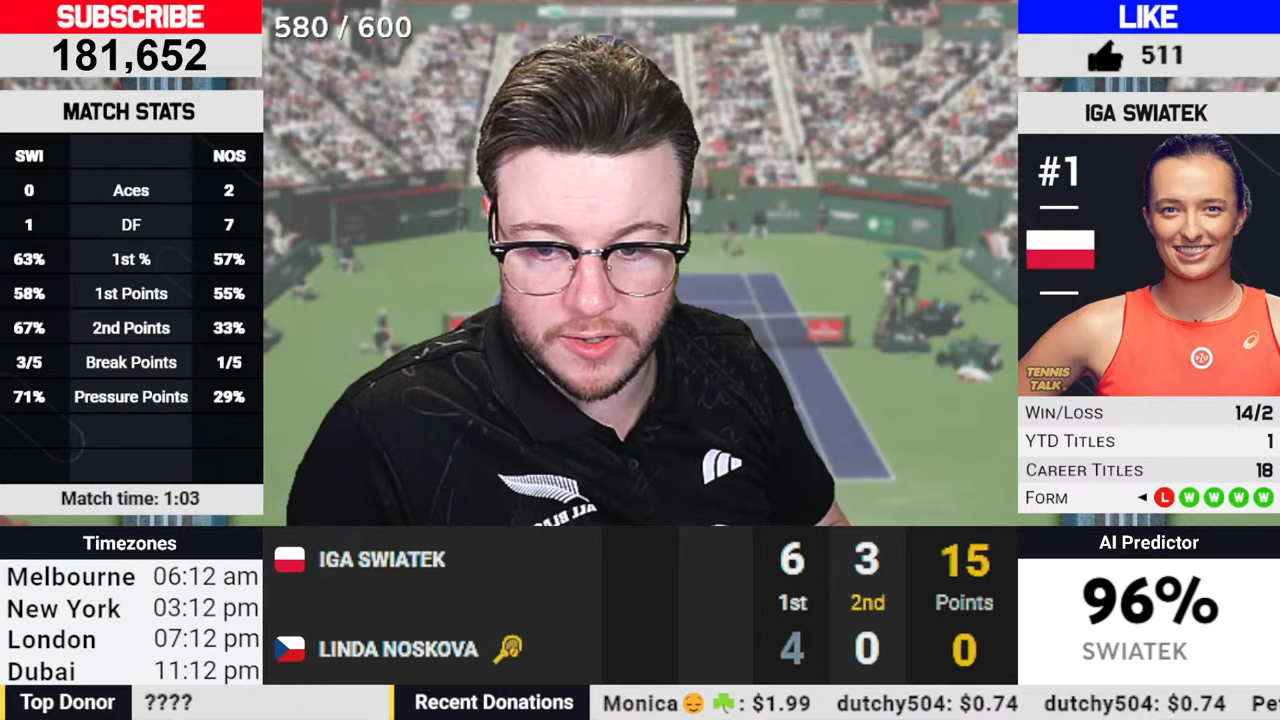 SUBSCRIBE
181,652
580 / 600
LIKE
511
MATCH STATS
SWI NOS
0 Aces 2
1 DF 7
63% 1st % 57%
58% 1st Points 55%
67% 2nd Points 33%
3/5 Break Points 1/5
71% Pressure Points 29%
Match time: 1:03
IGA SWIATEK
#1
OZU
TENNIS
TALK
WIN/LOSS 14/2
YTD TITLES 1
CAREER TITLES 18
FORM L W W W W
ALL BL
Timezones
Melbourne 06:12 am
New York 03:12 pm
London 07:12 pm
Dubai 11:12 pm
IGA SWIATEK 6 3 15
1st 2nd Points
LINDA NOSKOVA 4 0 0
AI Predictor
96%
SWIATEK
Top Donor ???? Recent Donations Monica😌 ☘️: $1.99 dutchy504: $0.74 dutchy504: $0.74 Pe